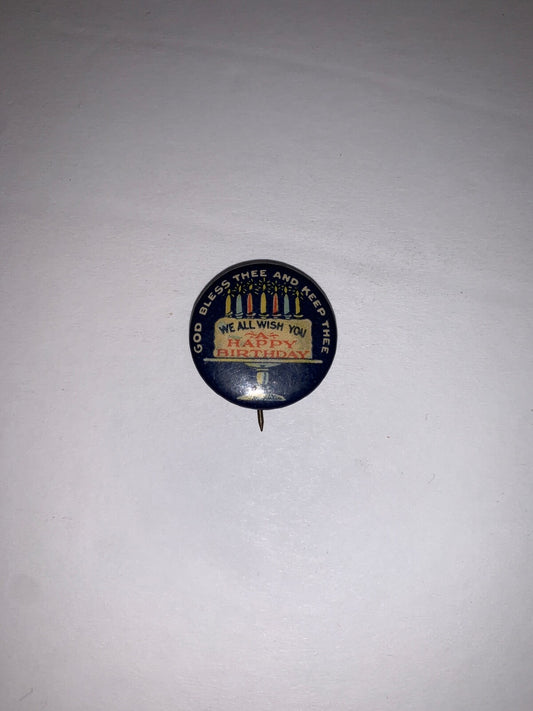 GOD BLESS THEE AND KEEP THEE
WE ALL WISH YOU
A
HAPPY
BIRTHDAY